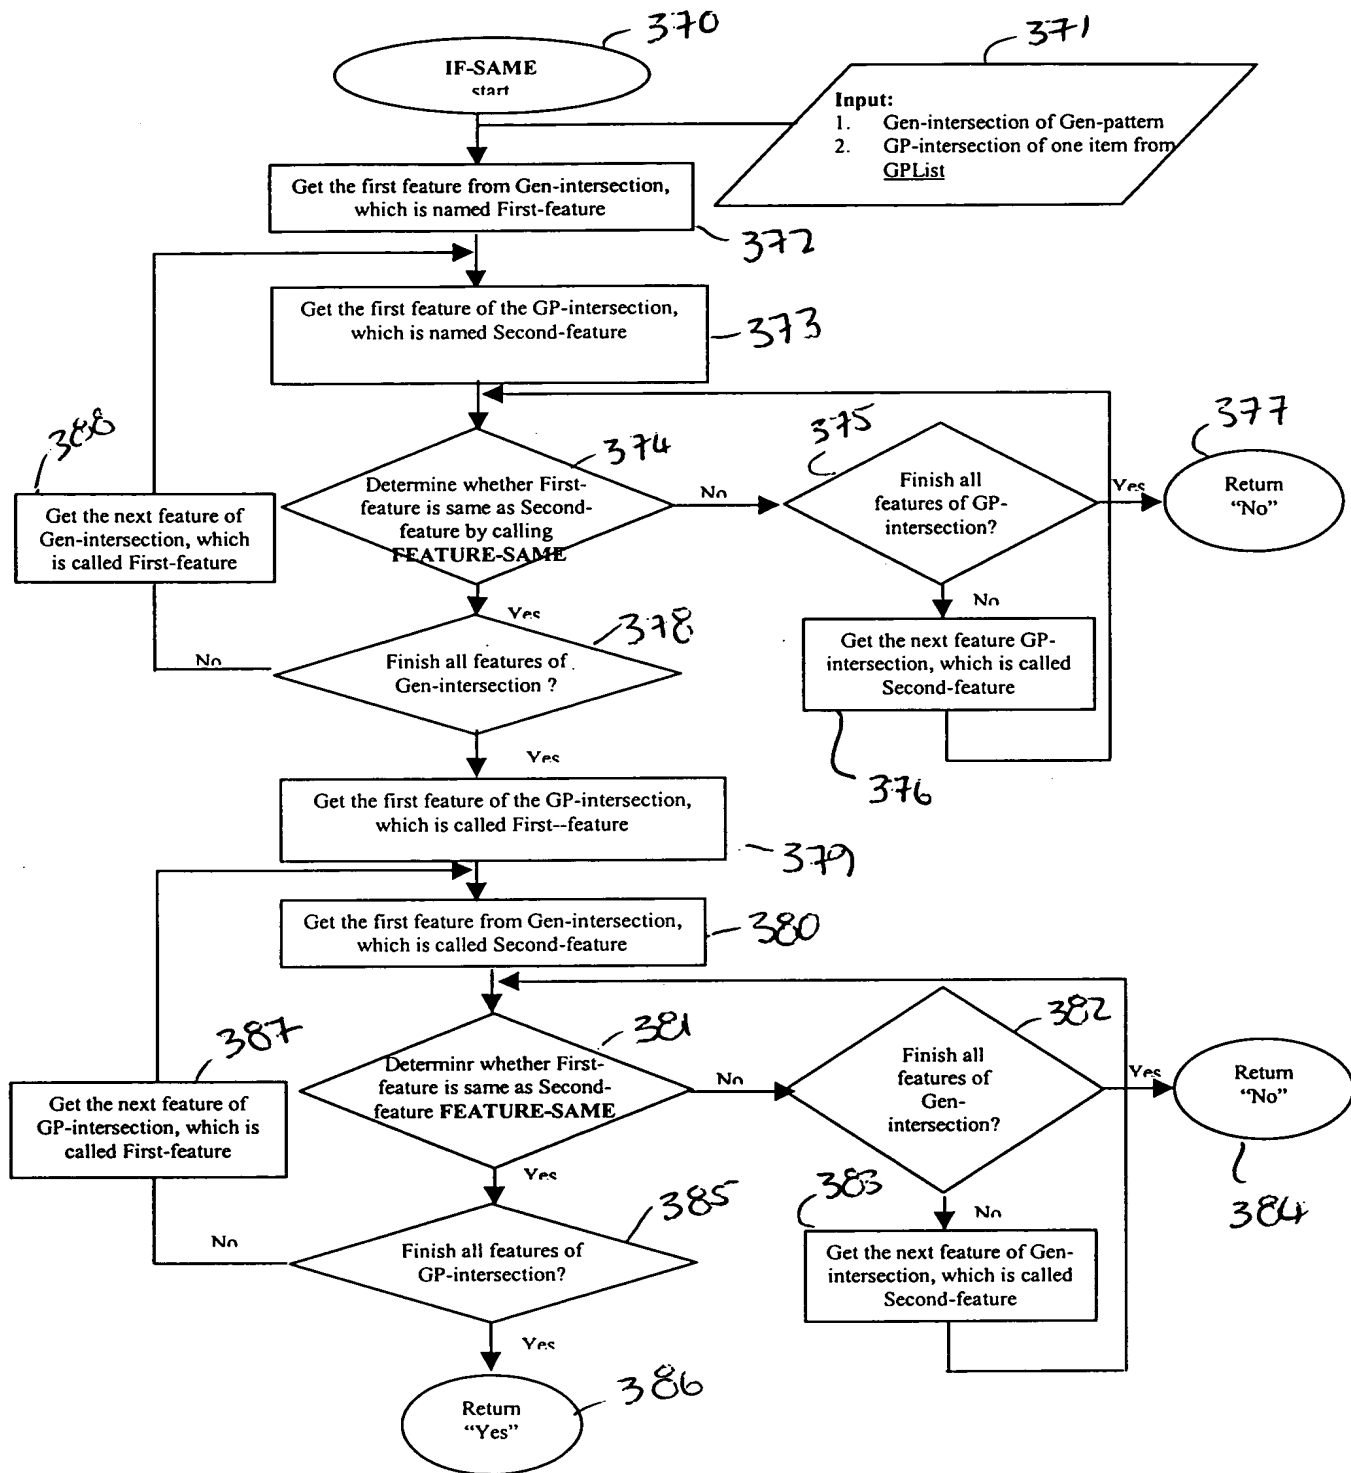 370
371
IF-SAME
start
Input:
1. Gen-intersection of Gen-pattern
2. GP-intersection of one item from
GPList
Get the first feature from Gen-intersection,
which is named First-feature
372
Get the first feature of the GP-intersection,
which is named Second-feature
373
388
374
375
377
Get the next feature of
Gen-intersection, which
is called First-feature
Determine whether First-
feature is same as Second-
feature by calling
FEATURE-SAME
No
Finish all
features of GP-
intersection?
Yes
Return
“No”
Yes
No
378
No
Finish all features of
Gen-intersection ?
Get the next feature GP-
intersection, which is called
Second-feature
376
Yes
Get the first feature of the GP-intersection,
which is called First--feature
379
Get the first feature from Gen-intersection,
which is called Second-feature
380
387
381
382
Get the next feature of
GP-intersection, which is
called First-feature
Determinr whether First-
feature is same as Second-
feature FEATURE-SAME
No
Finish all
features of
Gen-
intersection?
Yes
Return
“No”
384
Yes
No
383
385
No
Finish all features of
GP-intersection?
Get the next feature of Gen-
intersection, which is called
Second-feature
Yes
386
Return
“Yes”